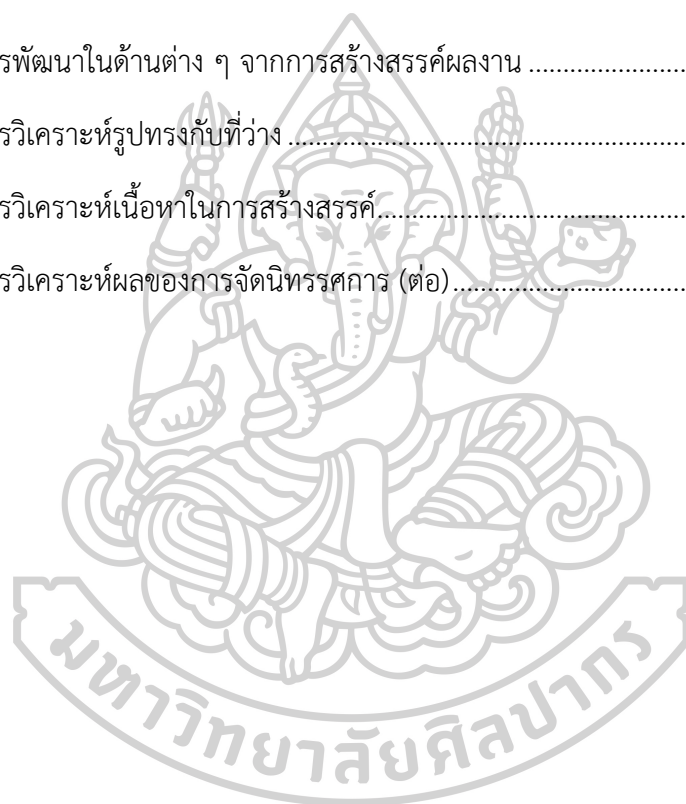 รพัฒนาในด้านต่าง ๆ จากการสร้างสรรค์ผลงาน ......................
รวิเคราะห์รูปทรงกับที่ว่าง ........................................................
รวิเคราะห์เนื้อหาในการสร้างสรรค์............................................
รวิเคราะห์ผลของการจัดนิทรรศการ (ต่อ).................................
มหาวิทยาลัยศิลปากร